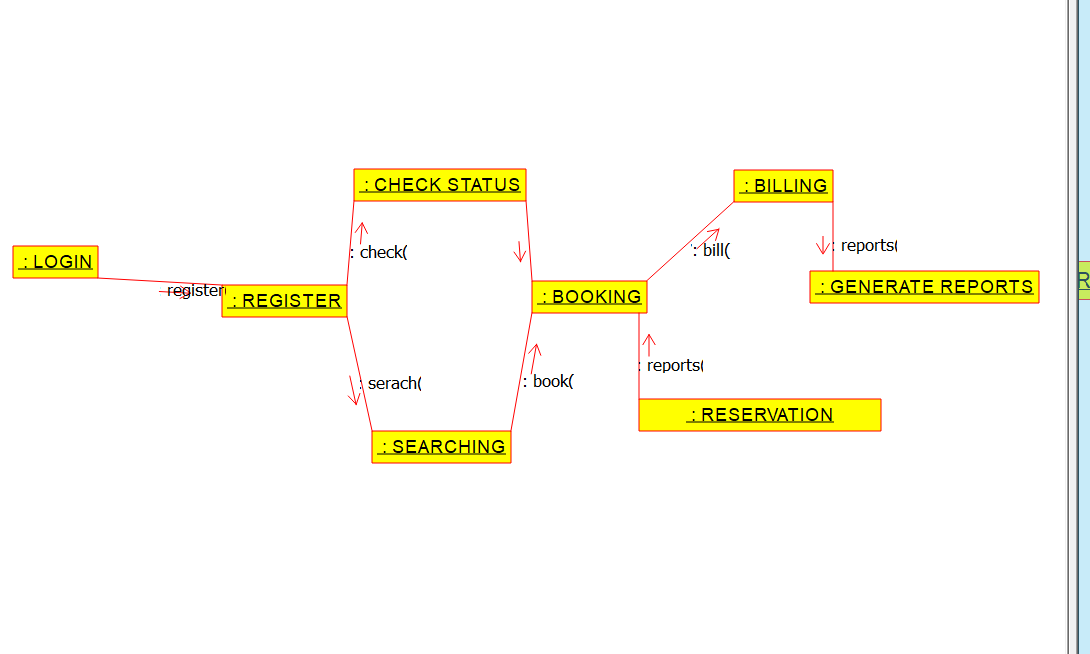 : CHECK STATUS
: BILLING
: check(
: bill(
: reports(
: LOGIN
register(
: REGISTER
: BOOKING
: GENERATE REPORTS
R
: serach(
: book(
: reports(
: RESERVATION
: SEARCHING